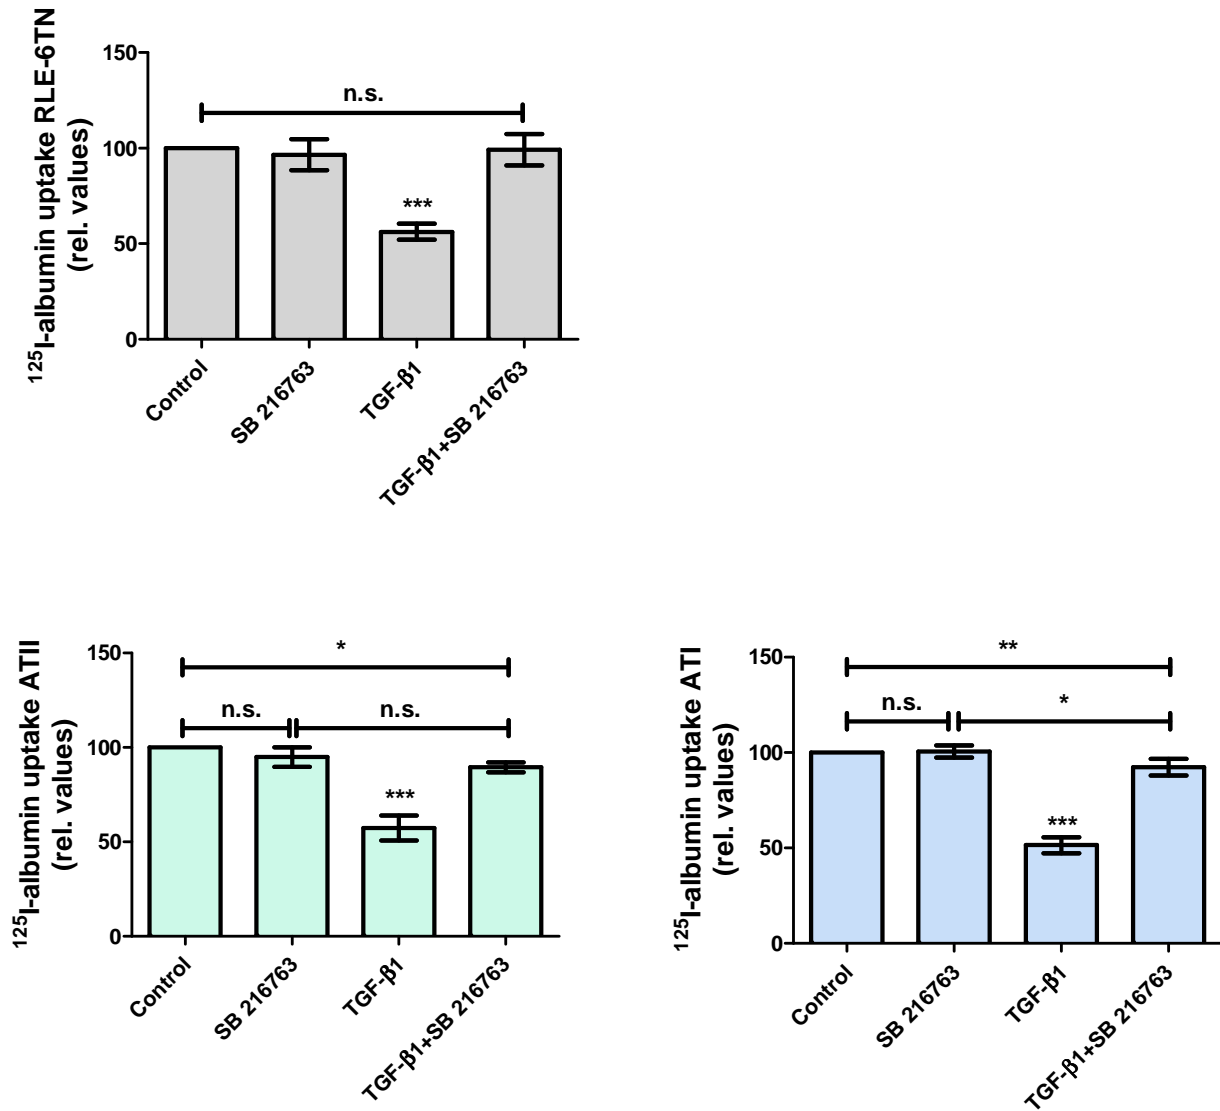 ¹²⁵I-albumin uptake RLE-6TN
(rel. values)
150
100
50
0
n.s.
***
Control
SB 216763
TGF-β1
TGF-β1+SB 216763
¹²⁵I-albumin uptake ATII
(rel. values)
150
100
50
0
*
n.s.
n.s.
***
Control
SB 216763
TGF-β1
TGF-β1+SB 216763
¹²⁵I-albumin uptake ATI
(rel. values)
150
100
50
0
**
n.s.
*
***
Control
SB 216763
TGF-β1
TGF-β1+SB 216763